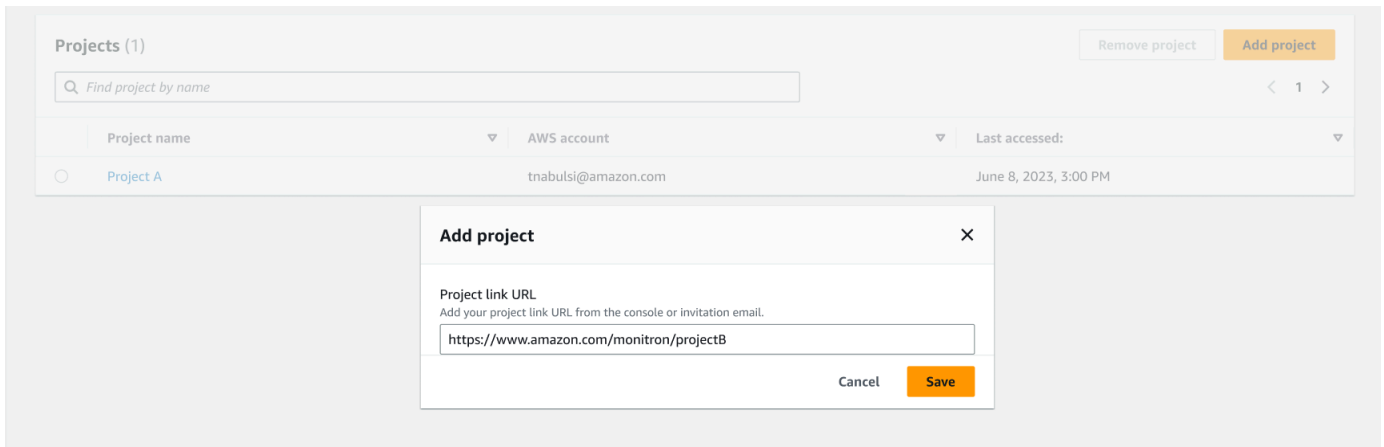 Projects (1)
Remove project
Add project
Find project by name
1
Project name
AWS account
Last accessed:
Project A
tnabulsi@amazon.com
June 8, 2023, 3:00 PM
Add project
Project link URL
Add your project link URL from the console or invitation email.
https://www.amazon.com/monitron/projectB
Cancel
Save